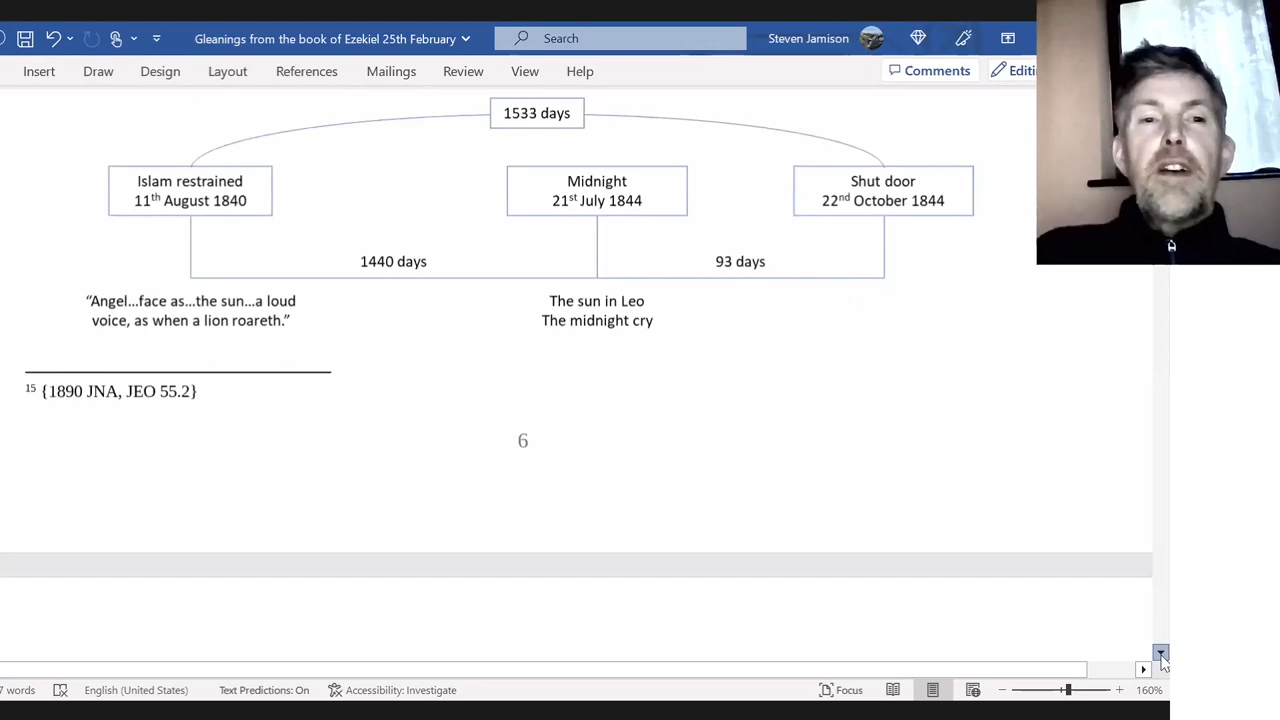 Gleanings from the book of Ezekiel 25th February
Search
Steven Jamison
Insert Draw Design Layout References Mailings Review View Help
Comments
1533 days
Islam restrained
11th August 1840
Midnight
21st July 1844
Shut door
22nd October 1844
1440 days
93 days
“Angel...face as...the sun...a loud
voice, as when a lion roareth.”
The sun in Leo
The midnight cry
15 {1890 JNA, JEO 55.2}
6
words English (United States) Text Predictions: On Accessibility: Investigate Focus 160%